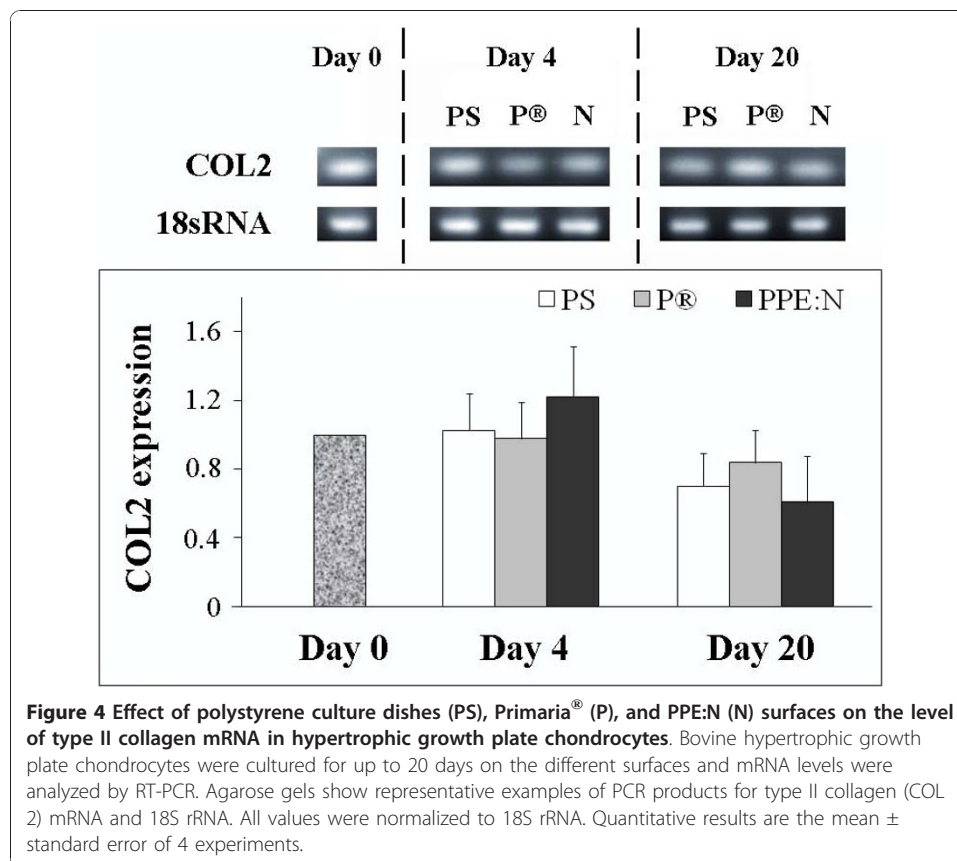 Day 0 Day 4 Day 20
PS P® N PS P® N
COL2
18sRNA
PS P® PPE:N
COL2 expression
1.6
1.2
0.8
0.4
0
Day 0 Day 4 Day 20
Figure 4 Effect of polystyrene culture dishes (PS), Primaria® (P), and PPE:N (N) surfaces on the level
of type II collagen mRNA in hypertrophic growth plate chondrocytes. Bovine hypertrophic growth
plate chondrocytes were cultured for up to 20 days on the different surfaces and mRNA levels were
analyzed by RT-PCR. Agarose gels show representative examples of PCR products for type II collagen (COL
2) mRNA and 18S rRNA. All values were normalized to 18S rRNA. Quantitative results are the mean ±
standard error of 4 experiments.